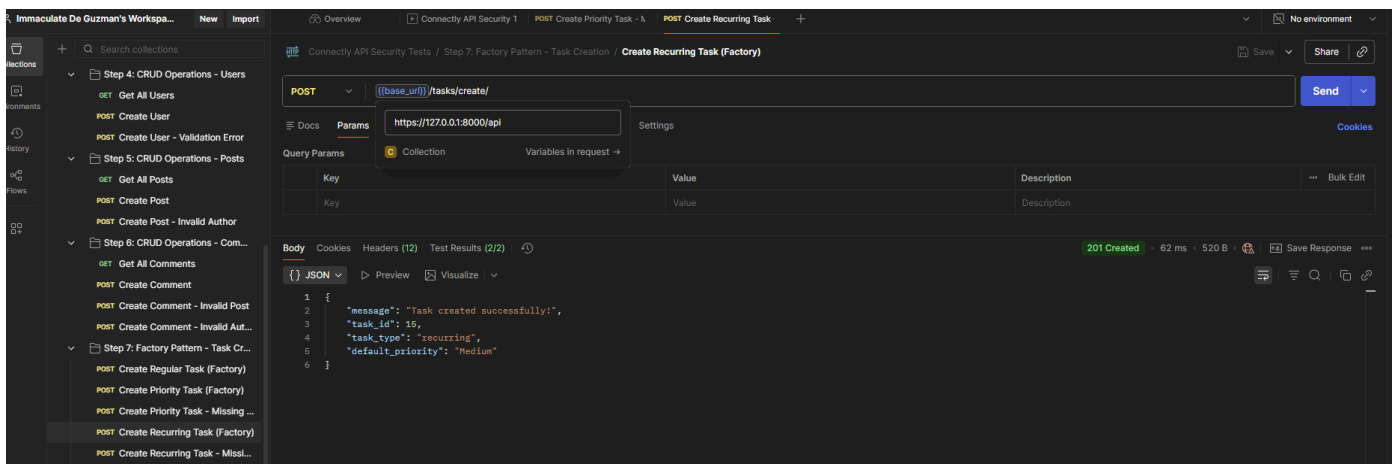 Immaculate De Guzman's Workspa... New Import Overview Connectly API Security T POST Create Priority Task - M POST Create Recurring Task No environment
Search collections
Connectly API Security Tests / Step 7: Factory Pattern - Task Creation / Create Recurring Task (Factory) Save Share
Step 4: CRUD Operations - Users
GET Get All Users
POST Create User
POST Create User - Validation Error
Step 5: CRUD Operations - Posts
GET Get All Posts
POST Create Post
POST Create Post - Invalid Author
Step 6: CRUD Operations - Com...
GET Get All Comments
POST Create Comment
POST Create Comment - Invalid Post
POST Create Comment - Invalid Aut...
Step 7: Factory Pattern - Task Cr...
POST Create Regular Task (Factory)
POST Create Priority Task (Factory)
POST Create Priority Task - Missing ...
POST Create Recurring Task (Factory)
POST Create Recurring Task - Missi...
POST {{base_url}}/tasks/create/ Send
https://127.0.0.1:8000/api
C Collection Variables in request →
Docs Params Settings Cookies
Query Params
Key Value Description ••• Bulk Edit
Key Value Description
Body Cookies Headers (12) Test Results (2/2) 201 Created • 62 ms • 520 B • Save Response •••
{} JSON Preview Visualize
1 {
2 "message": "Task created successfully!",
3 "task_id": 15,
4 "task_type": "recurring",
5 "default_priority": "Medium"
6 }